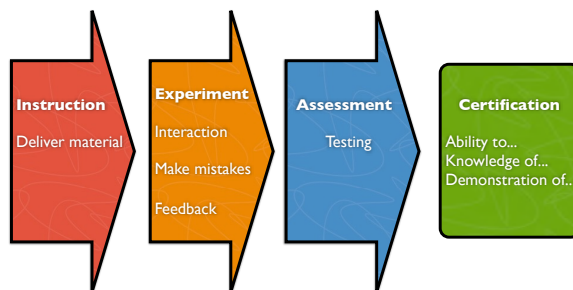 Instruction
Deliver material
Experiment
Interaction
Make mistakes
Feedback
Assessment
Testing
Certification
Ability to...
Knowledge of...
Demonstration of...